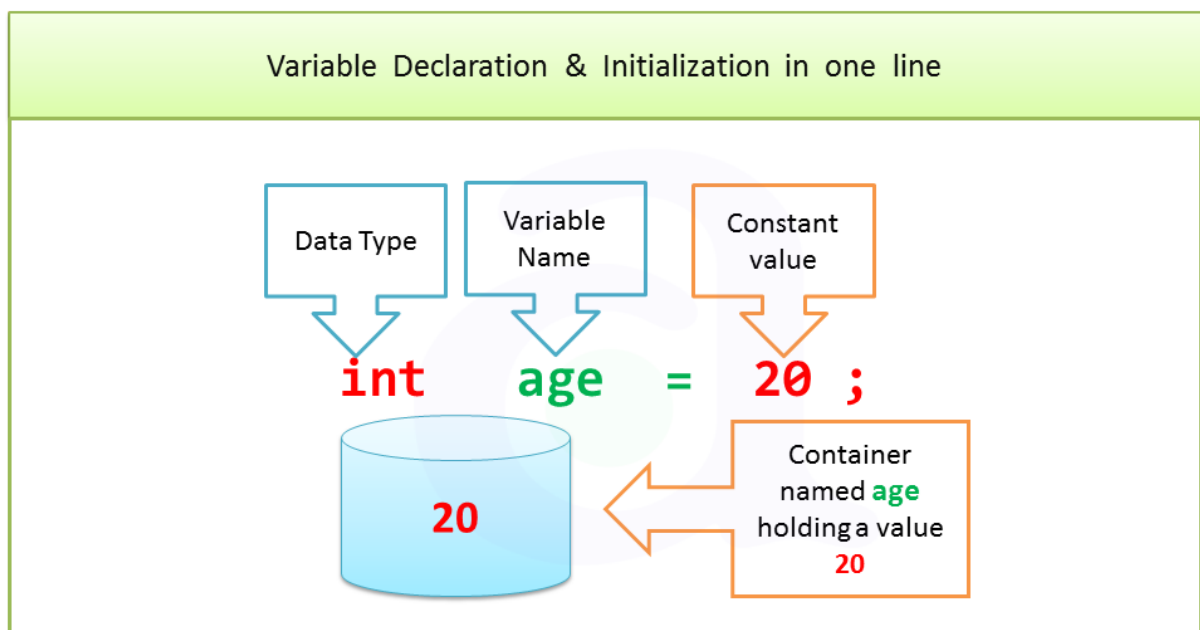 Variable Declaration & Initialization in one line
Data Type
Variable
Name
Constant
value
int age = 20 ;
20
Container
named age
holding a value
20